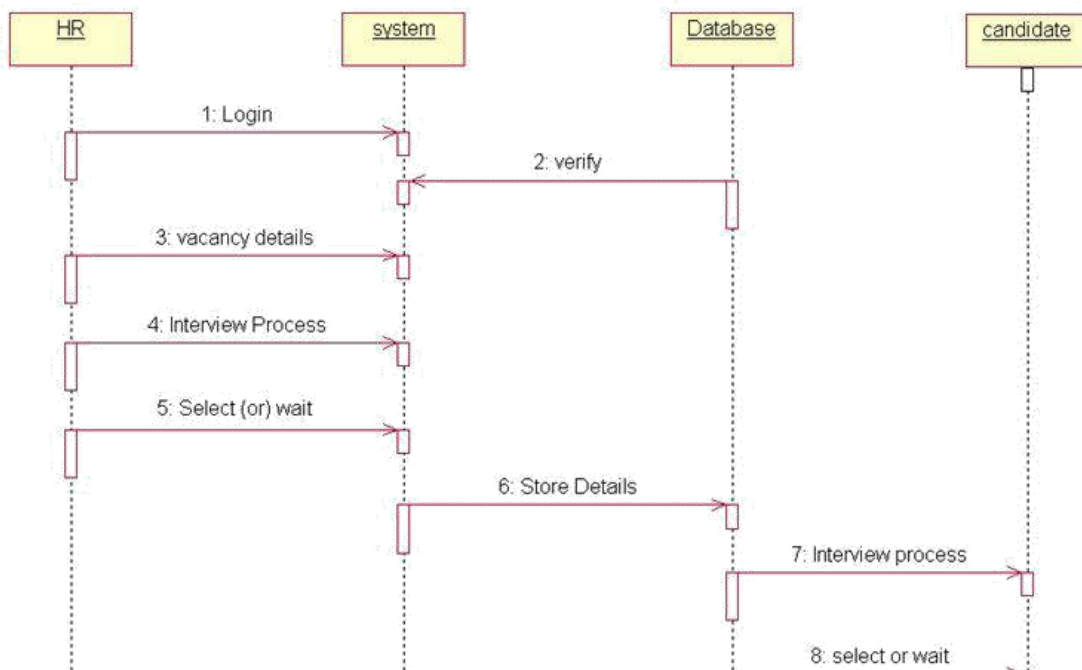 HR
system
Database
candidate
1: Login
2: verify
3: vacancy details
4: Interview Process
5: Select (or) wait
6: Store Details
7: Interview process
8: select or wait